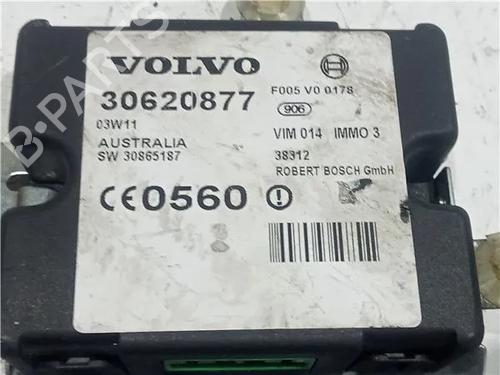 VOLVO
30620877
03W11
AUSTRALIA
SW 30865187
CE0560
F005 V0 0178
906
VIM 014 IMMO 3
38312
ROBERT BOSCH GmbH
B-PARTS